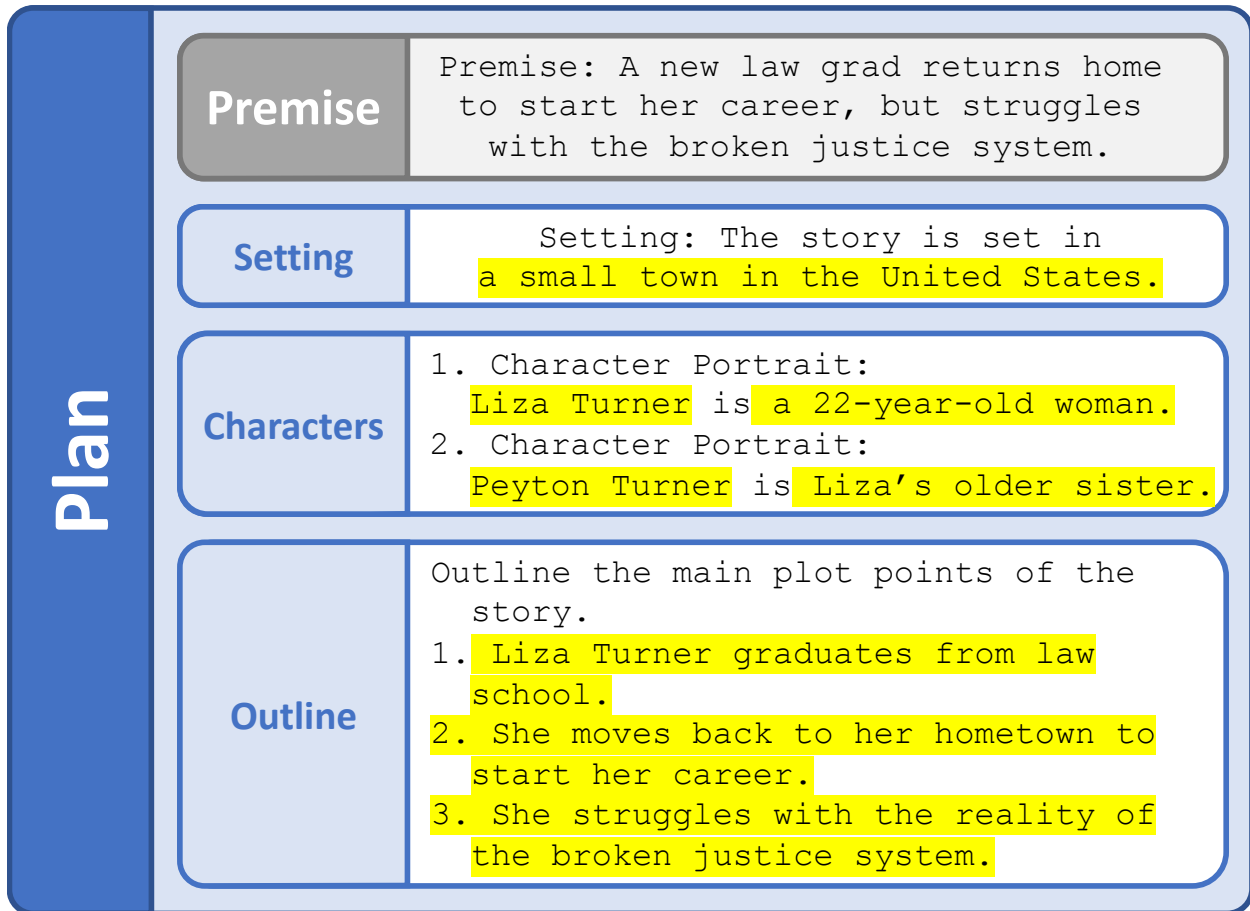 Plan
Premise
Premise: A new law grad returns home
to start her career, but struggles
with the broken justice system.
Setting
Setting: The story is set in
a small town in the United States.
Characters
1. Character Portrait:
Liza Turner is a 22-year-old woman.
2. Character Portrait:
Peyton Turner is Liza’s older sister.
Outline
Outline the main plot points of the
story.
1. Liza Turner graduates from law
school.
2. She moves back to her hometown to
start her career.
3. She struggles with the reality of
the broken justice system.